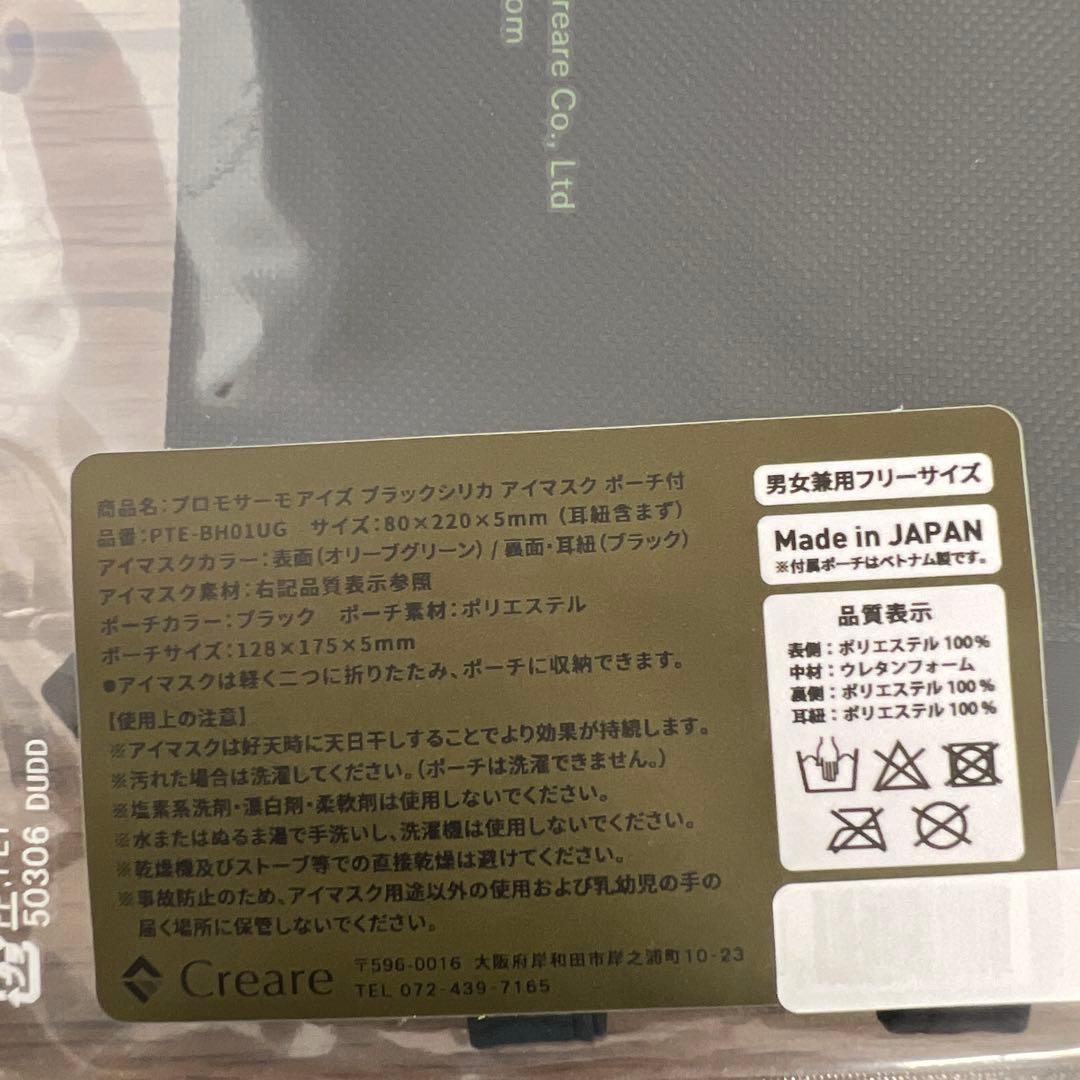 om
reare Co., Ltd
商品名：プロモサーモ アイズ ブラックシリカ アイマスク ポーチ付
品番：PTE-BH01UG サイズ：80×220×5mm（耳紐含まず）
アイマスクカラー：表面（オリーブグリーン）/ 裏面・耳紐（ブラック）
アイマスク素材：右記品質表示参照
ポーチカラー：ブラック ポーチ素材：ポリエステル
ポーチサイズ：128×175×5mm
●アイマスクは軽く二つに折りたたみ、ポーチに収納できます。
【使用上の注意】
※アイマスクは好天時に天日干しすることでより効果が持続します。
※汚れた場合は洗濯してください。（ポーチは洗濯できません。）
※塩素系洗剤・漂白剤・柔軟剤は使用しないでください。
※水またはぬるま湯で手洗いし、洗濯機は使用しないでください。
※乾燥機及びストーブ等での直接乾燥は避けてください。
※事故防止のため、アイマスク用途以外の使用および乳幼児の手の
届く場所に保管しないでください。
Creare
〒596-0016 大阪府岸和田市岸之浦町10-23
TEL 072-439-7165
男女兼用フリーサイズ
Made in JAPAN
※付属ポーチはベトナム製です。
品質表示
表側：ポリエステル 100%
中材：ウレタンフォーム
裏側：ポリエステル 100%
耳紐：ポリエステル 100%
50306 DUDD